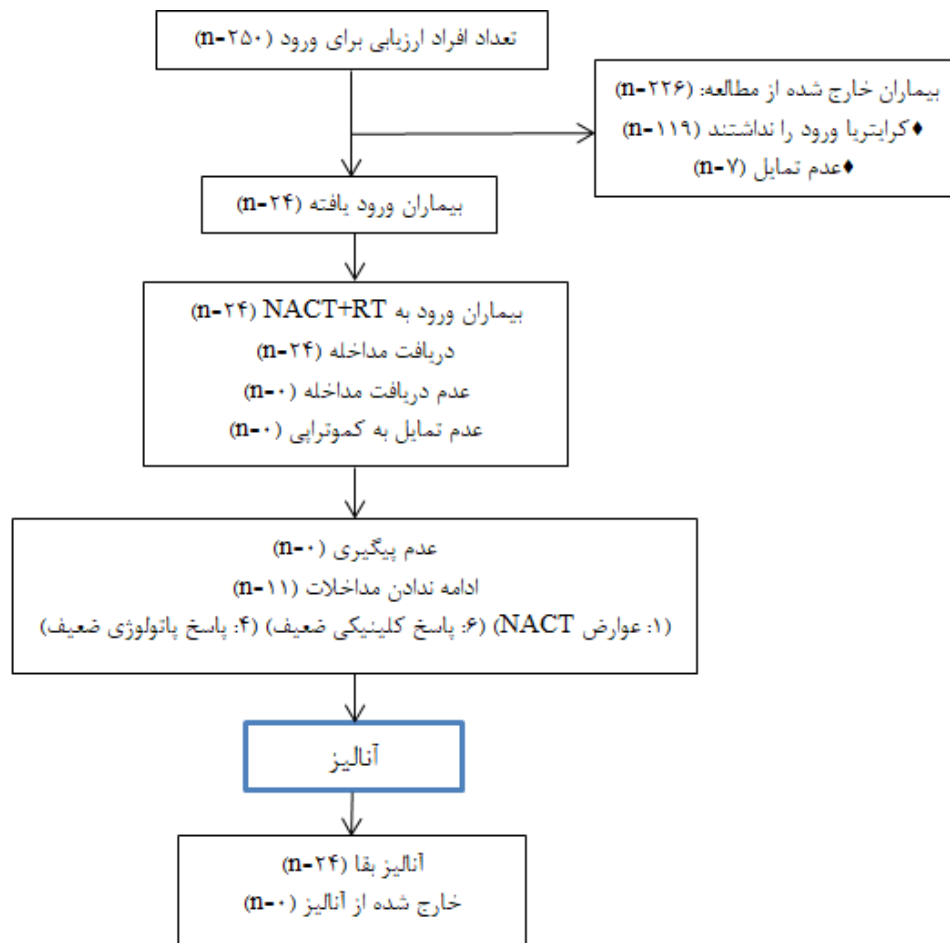 تعداد افراد ارزیابی برای ورود (n-۲۵۰)
بیماران خارج شده از مطالعه: (n-۲۲۶)
♦کرایتریا ورود را نداشتند (n-۱۱۹)
♦عدم تمایل (n-۷)
بیماران ورود یافته (n-۲۴)
بیماران ورود به NACT+RT (n-۲۴)
دریافت مداخله (n-۲۴)
عدم دریافت مداخله (n-۰)
عدم تمایل به کموتراپی (n-۰)
عدم پیگیری (n-۰)
ادامه ندادن مداخلات (n-۱۱)
(۱: عوارض NACT) (۶: پاسخ کلینیکی ضعیف) (۴: پاسخ پاتولوژی ضعیف)
آنالیز
آنالیز بقا (n-۲۴)
خارج شده از آنالیز (n-۰)